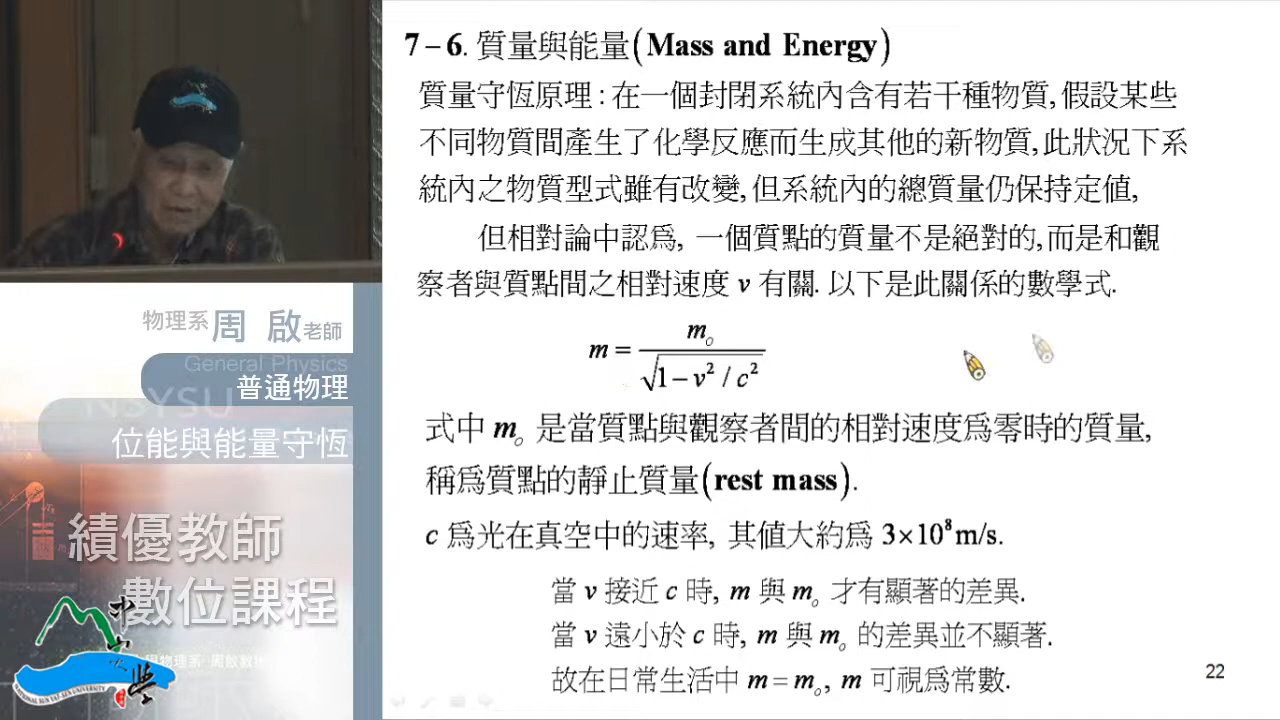 7－6. 質量與能量(Mass and Energy)
質量守恆原理 : 在一個封閉系統內含有若干種物質, 假設某些
不同物質間產生了化學反應而生成其他的新物質, 此狀況下系
統內之物質型式雖有改變, 但系統內的總質量仍保持定值,
但相對論中認爲, 一個質點的質量不是絕對的, 而是和觀
察者與質點間之相對速度 v 有關. 以下是此關係的數學式.
m = m₀ / √(1 − v² / c²)
式中 m₀ 是當質點與觀察者間的相對速度爲零時的質量,
稱爲質點的靜止質量(rest mass).
c 爲光在真空中的速率, 其值大約爲 3×10⁸ m/s.
當 v 接近 c 時, m 與 m₀ 才有顯著的差異.
當 v 遠小於 c 時, m 與 m₀ 的差異並不顯著.
故在日常生活中 m = m₀, m 可視爲常數.
22
物理系 周 啟 老師
General Physics
普通物理
NSYSU
位能與能量守恆
績優教師
數位課程
中山大學
NATIONAL SUN YAT-SEN UNIVERSITY